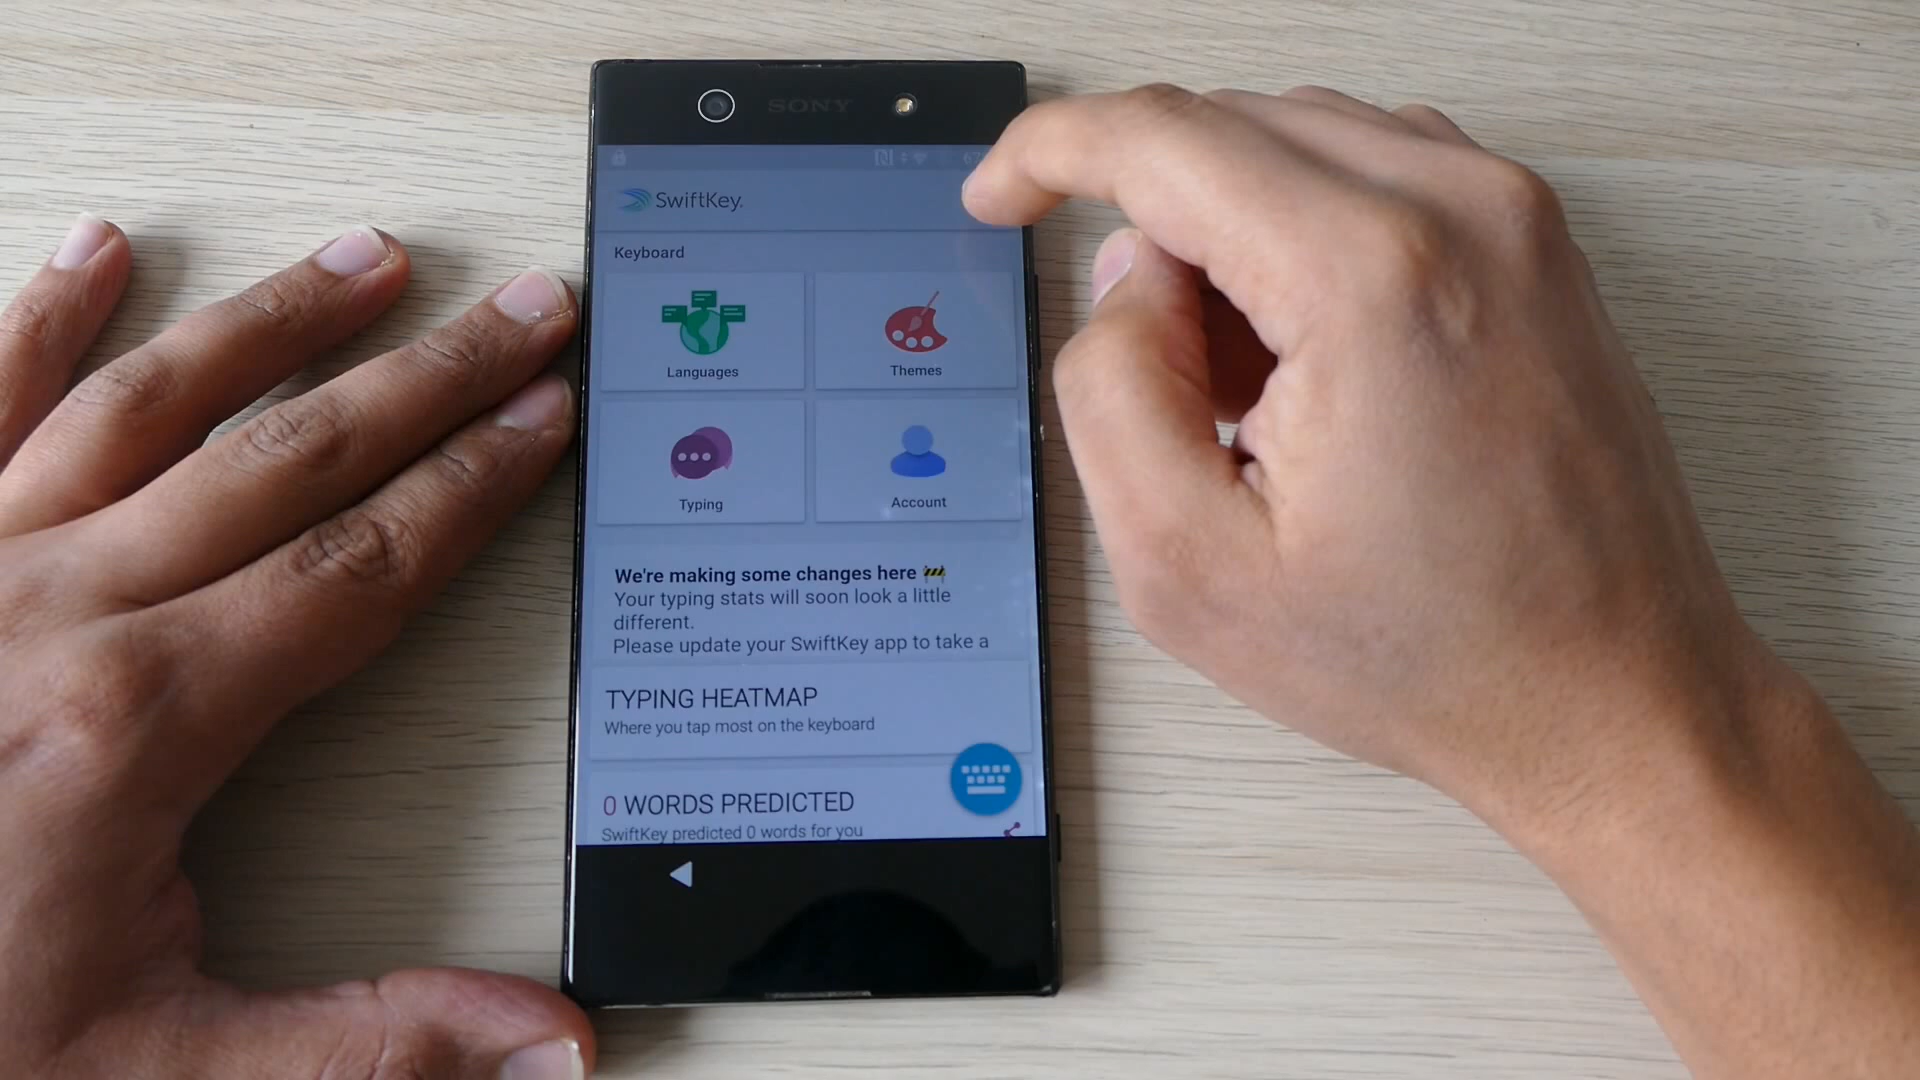 SONY
SwiftKey
Keyboard
Languages
Themes
Typing
Account
We're making some changes here 🚧
Your typing stats will soon look a little
different.
Please update your SwiftKey app to take a
TYPING HEATMAP
Where you tap most on the keyboard
0 WORDS PREDICTED
SwiftKey predicted 0 words for you